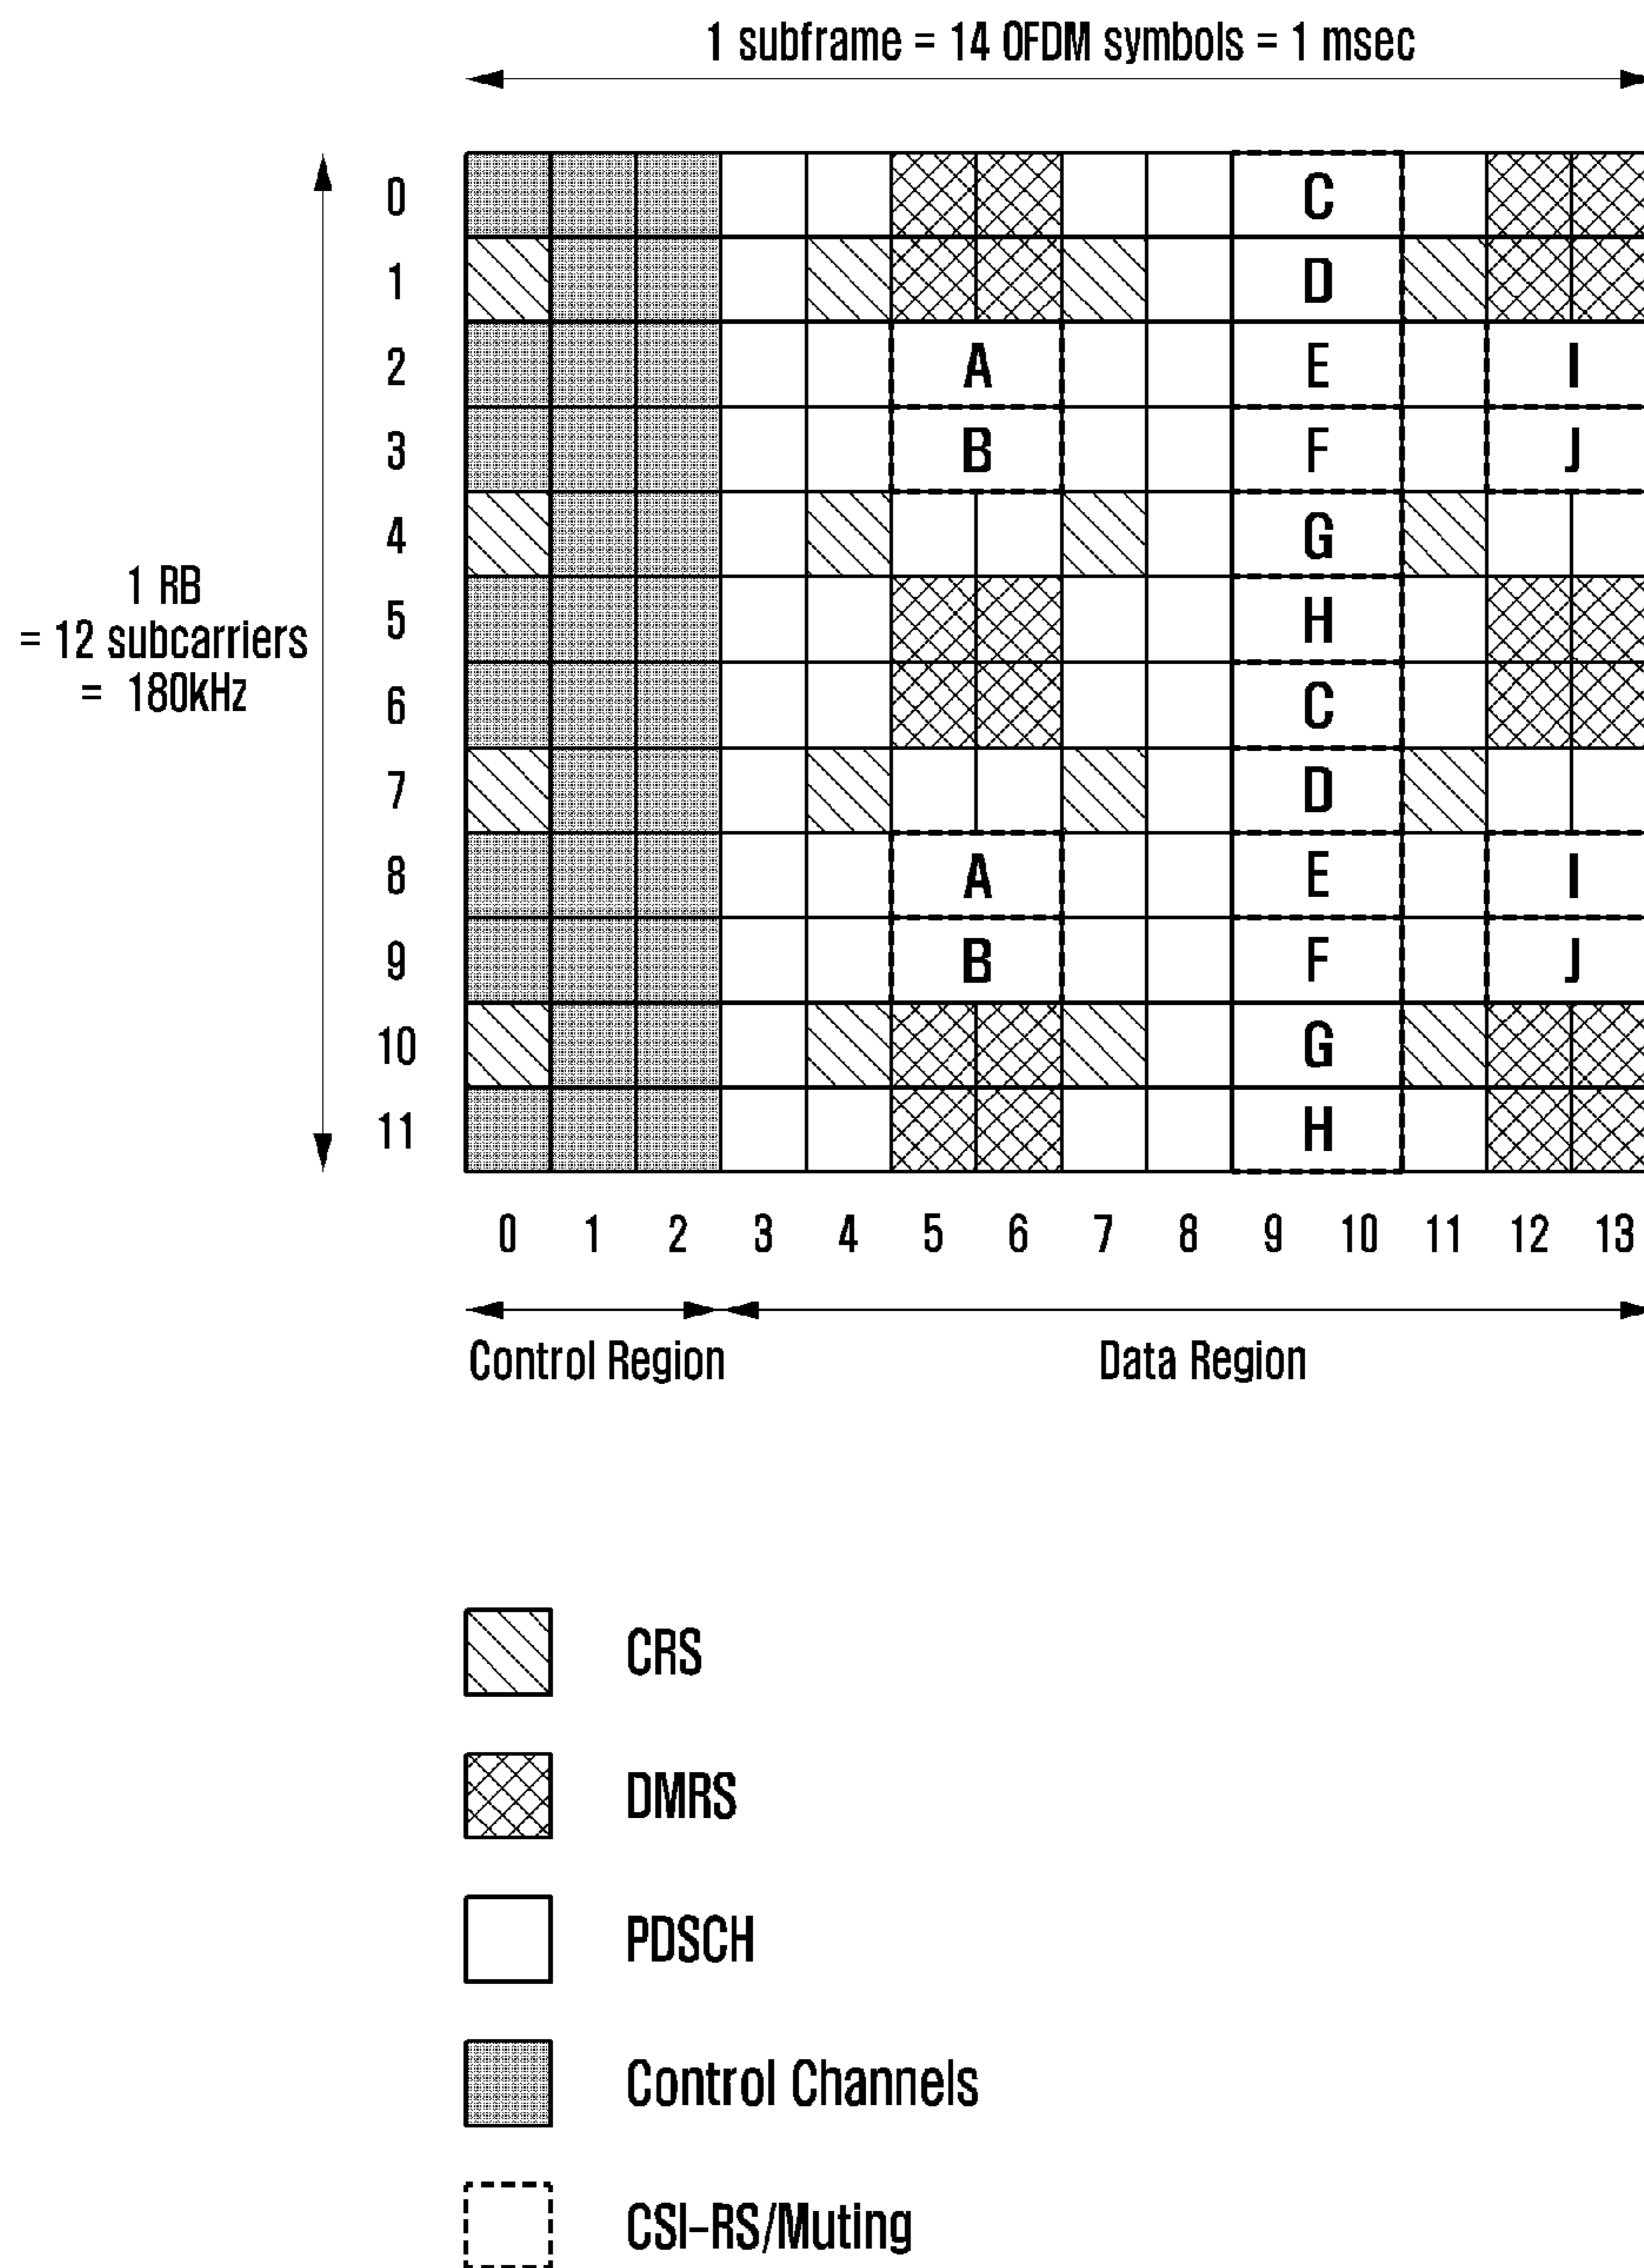 1 subframe = 14 OFDM symbols = 1 msec
0 C
1 D
2 A E I
3 B F J
4 G
1 RB
= 12 subcarriers
= 180kHz
5 H
6 C
7 D
8 A E I
9 B F J
10 G
11 H
0 1 2 3 4 5 6 7 8 9 10 11 12 13
Control Region Data Region
CRS
DMRS
PDSCH
Control Channels
CSI-RS/Muting